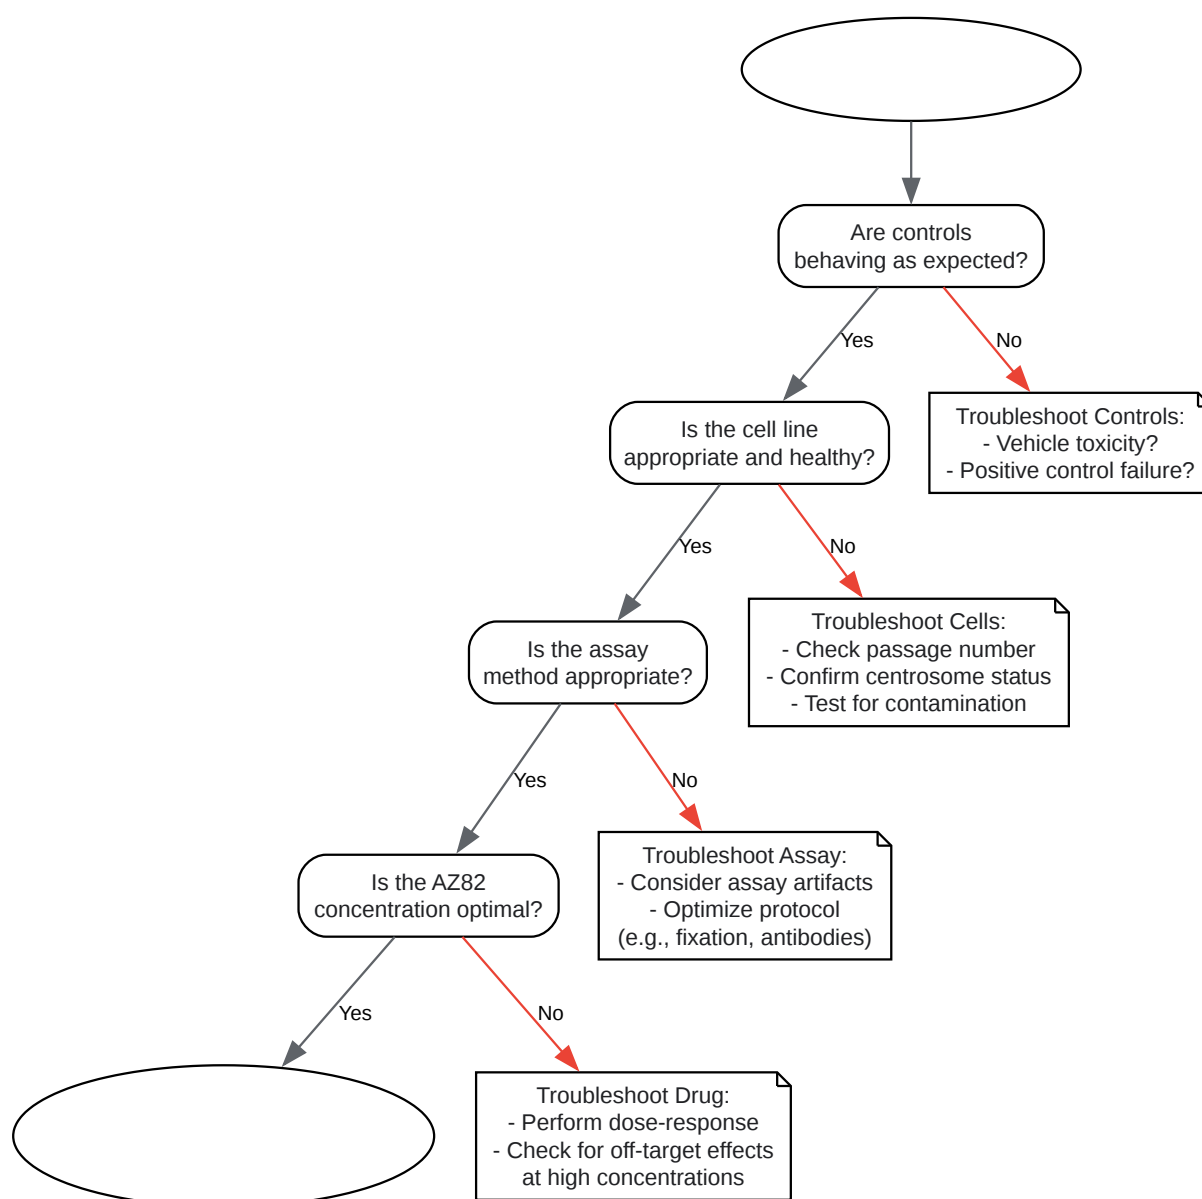 Are controls
behaving as expected?
Yes
No
Is the cell line
appropriate and healthy?
Troubleshoot Controls:
- Vehicle toxicity?
- Positive control failure?
Yes
No
Is the assay
method appropriate?
Troubleshoot Cells:
- Check passage number
- Confirm centrosome status
- Test for contamination
Yes
No
Is the AZ82
concentration optimal?
Troubleshoot Assay:
- Consider assay artifacts
- Optimize protocol
(e.g., fixation, antibodies)
Yes
No
Troubleshoot Drug:
- Perform dose-response
- Check for off-target effects
at high concentrations